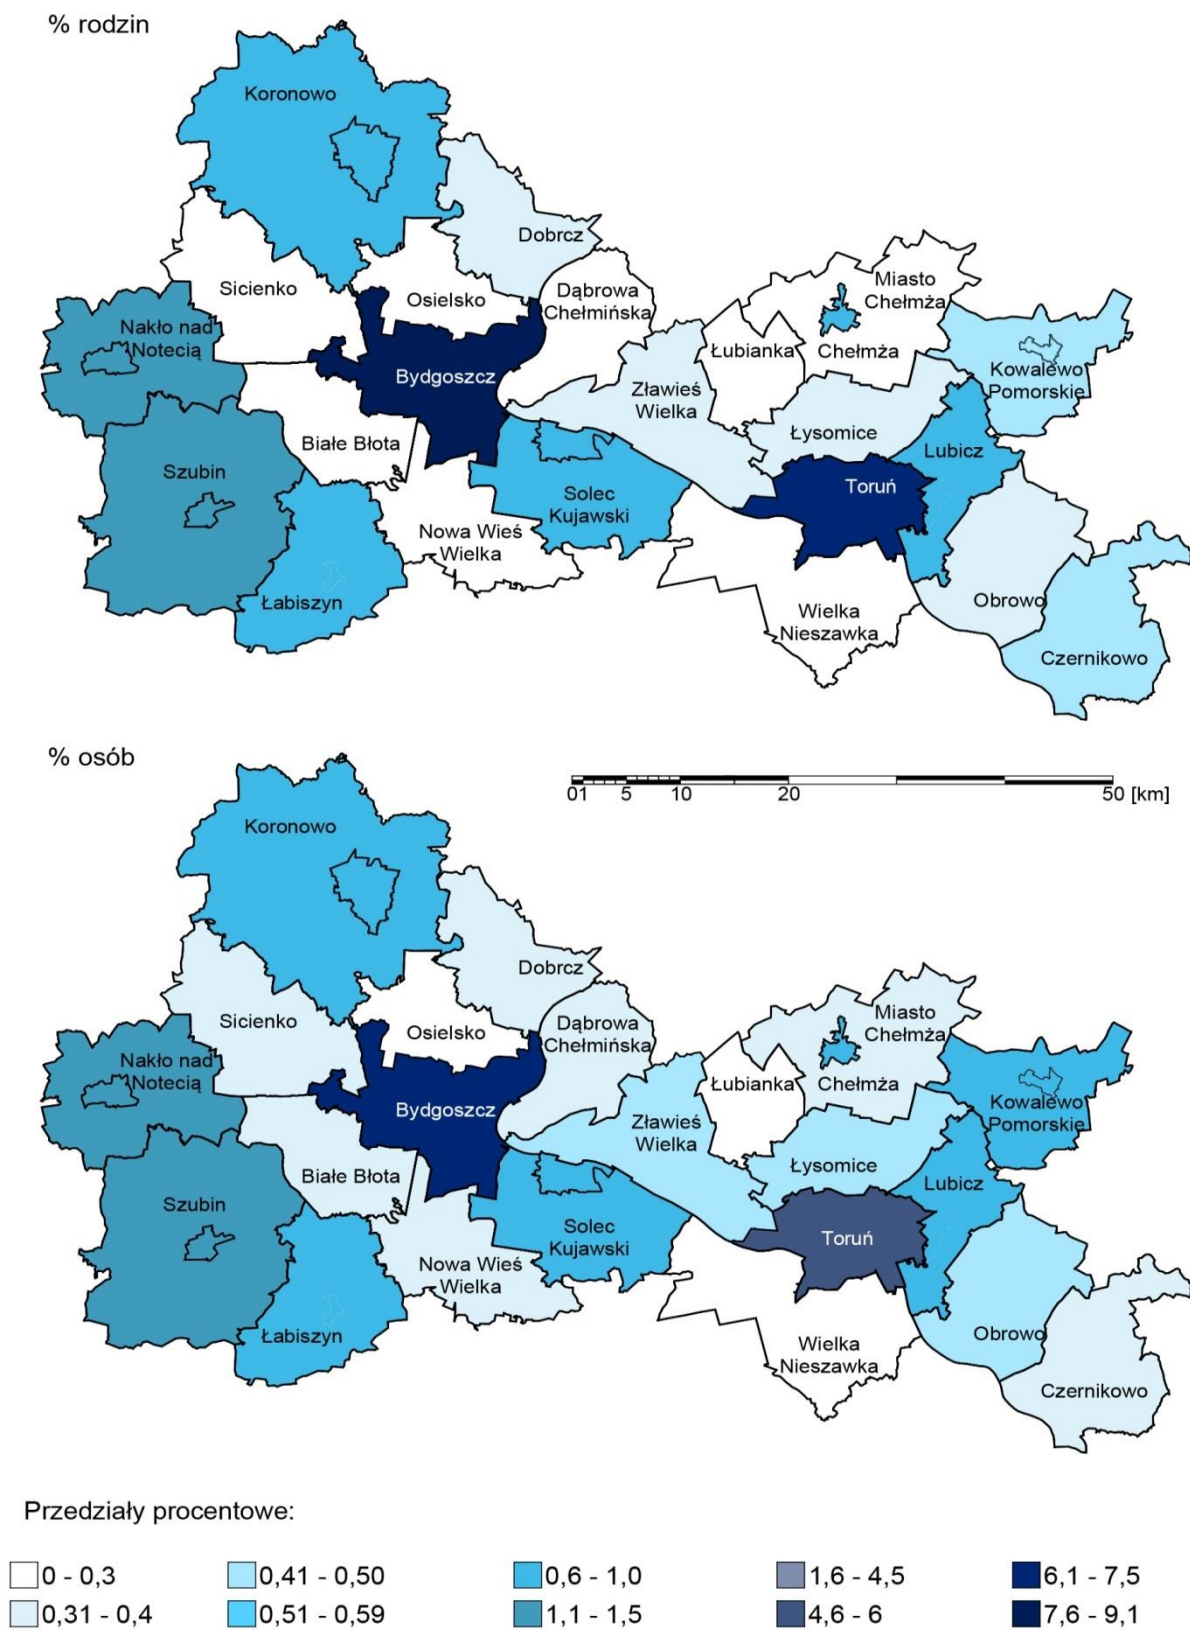 % rodzin
Koronowo
Dobrcz
Sicienko
Osielsko
Dąbrowa
Chełmińska
Miasto
Chełmża
Nakło nad
Notecią
Bydgoszcz
Łubianka
Chełmża
Kowalewo
Pomorskie
Zławieś
Wielka
Białe Błota
Łysomice
Lubicz
Szubin
Solec
Kujawski
Toruń
Nowa Wieś
Wielka
Łabiszyn
Obrowo
Wielka
Nieszawka
Czernikowo
% osób
01 5 10 20 50 [km]
Koronowo
Dobrcz
Sicienko
Osielsko
Dąbrowa
Chełmińska
Miasto
Chełmża
Nakło nad
Notecią
Bydgoszcz
Łubianka
Chełmża
Kowalewo
Pomorskie
Zławieś
Wielka
Białe Błota
Łysomice
Lubicz
Szubin
Solec
Kujawski
Toruń
Nowa Wieś
Wielka
Łabiszyn
Obrowo
Wielka
Nieszawka
Czernikowo
Przedziały procentowe:
0 - 0,3 0,41 - 0,50 0,6 - 1,0 1,6 - 4,5 6,1 - 7,5
0,31 - 0,4 0,51 - 0,59 1,1 - 1,5 4,6 - 6 7,6 - 9,1